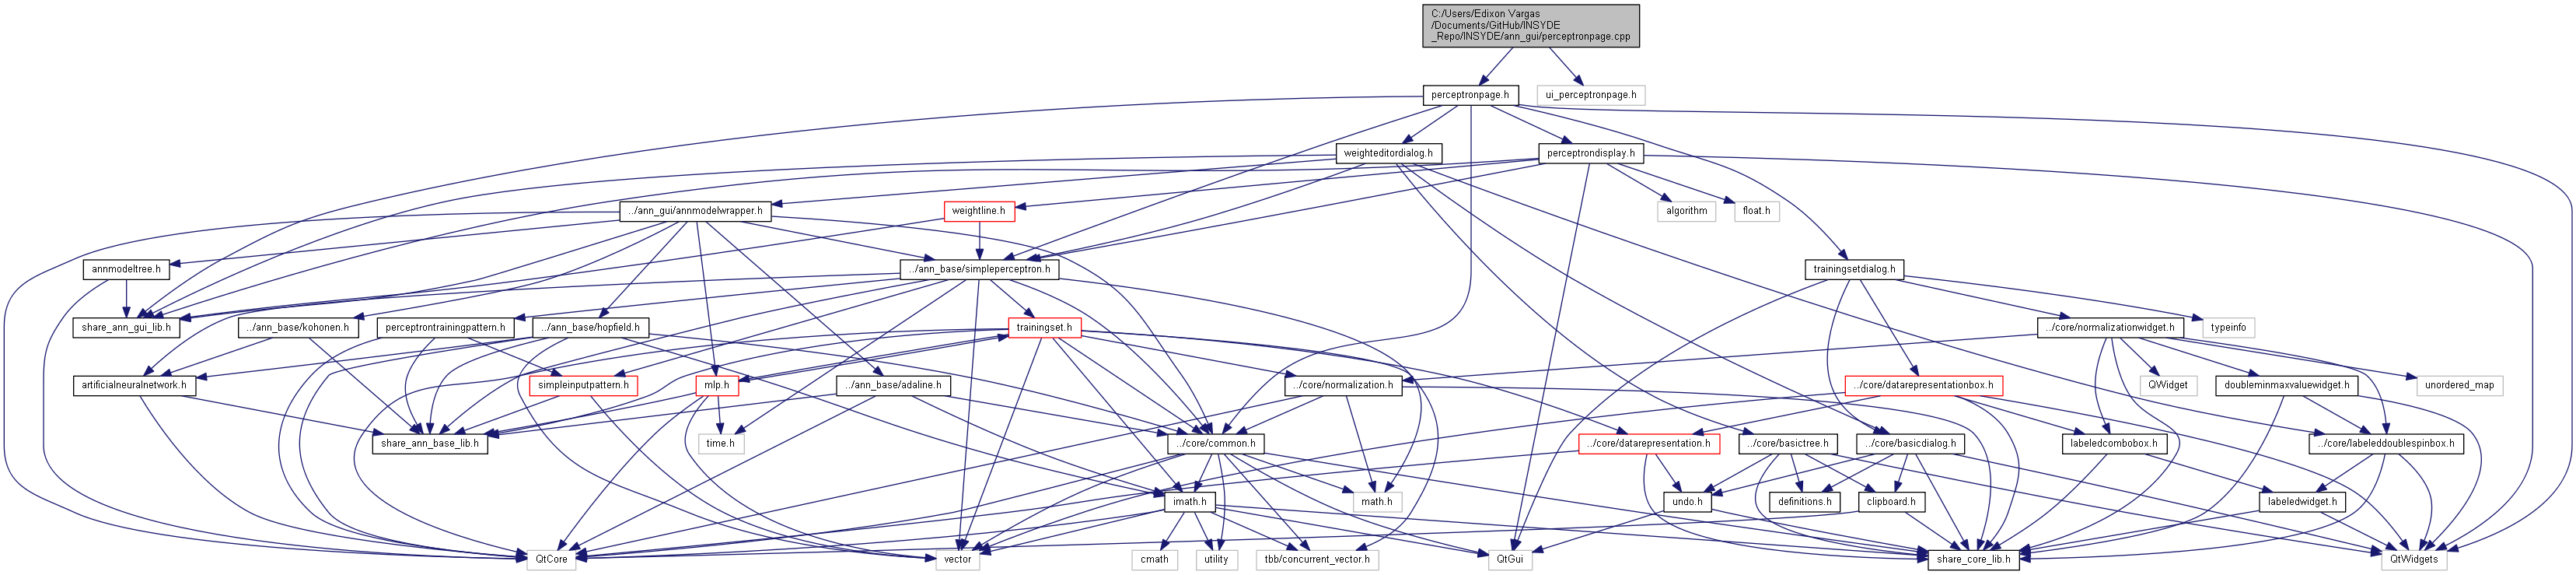 C:/Users/Edixon Vargas
/Documents/GitHub/INSYDE
_Repo/INSYDE/ann_gui/perceptronpage.cpp
perceptronpage.h
ui_perceptronpage.h
weighteditordialog.h
perceptrondisplay.h
../ann_gui/annmodelwrapper.h
weightline.h
algorithm
float.h
annmodeltree.h
../ann_base/simpleperceptron.h
trainingsetdialog.h
share_ann_gui_lib.h
../ann_base/kohonen.h
perceptrontrainingpattern.h
../ann_base/hopfield.h
trainingset.h
../core/normalizationwidget.h
typeinfo
artificialneuralnetwork.h
simpleinputpattern.h
mlp.h
../ann_base/adaline.h
../core/normalization.h
../core/datarepresentationbox.h
QWidget
doubleminmaxvaluewidget.h
unordered_map
share_ann_base_lib.h
time.h
../core/common.h
../core/datarepresentation.h
../core/basictree.h
../core/basicdialog.h
labeledcombobox.h
../core/labeleddoublespinbox.h
imath.h
math.h
undo.h
definitions.h
clipboard.h
labeledwidget.h
QtCore
vector
cmath
utility
tbb/concurrent_vector.h
QtGui
share_core_lib.h
QtWidgets